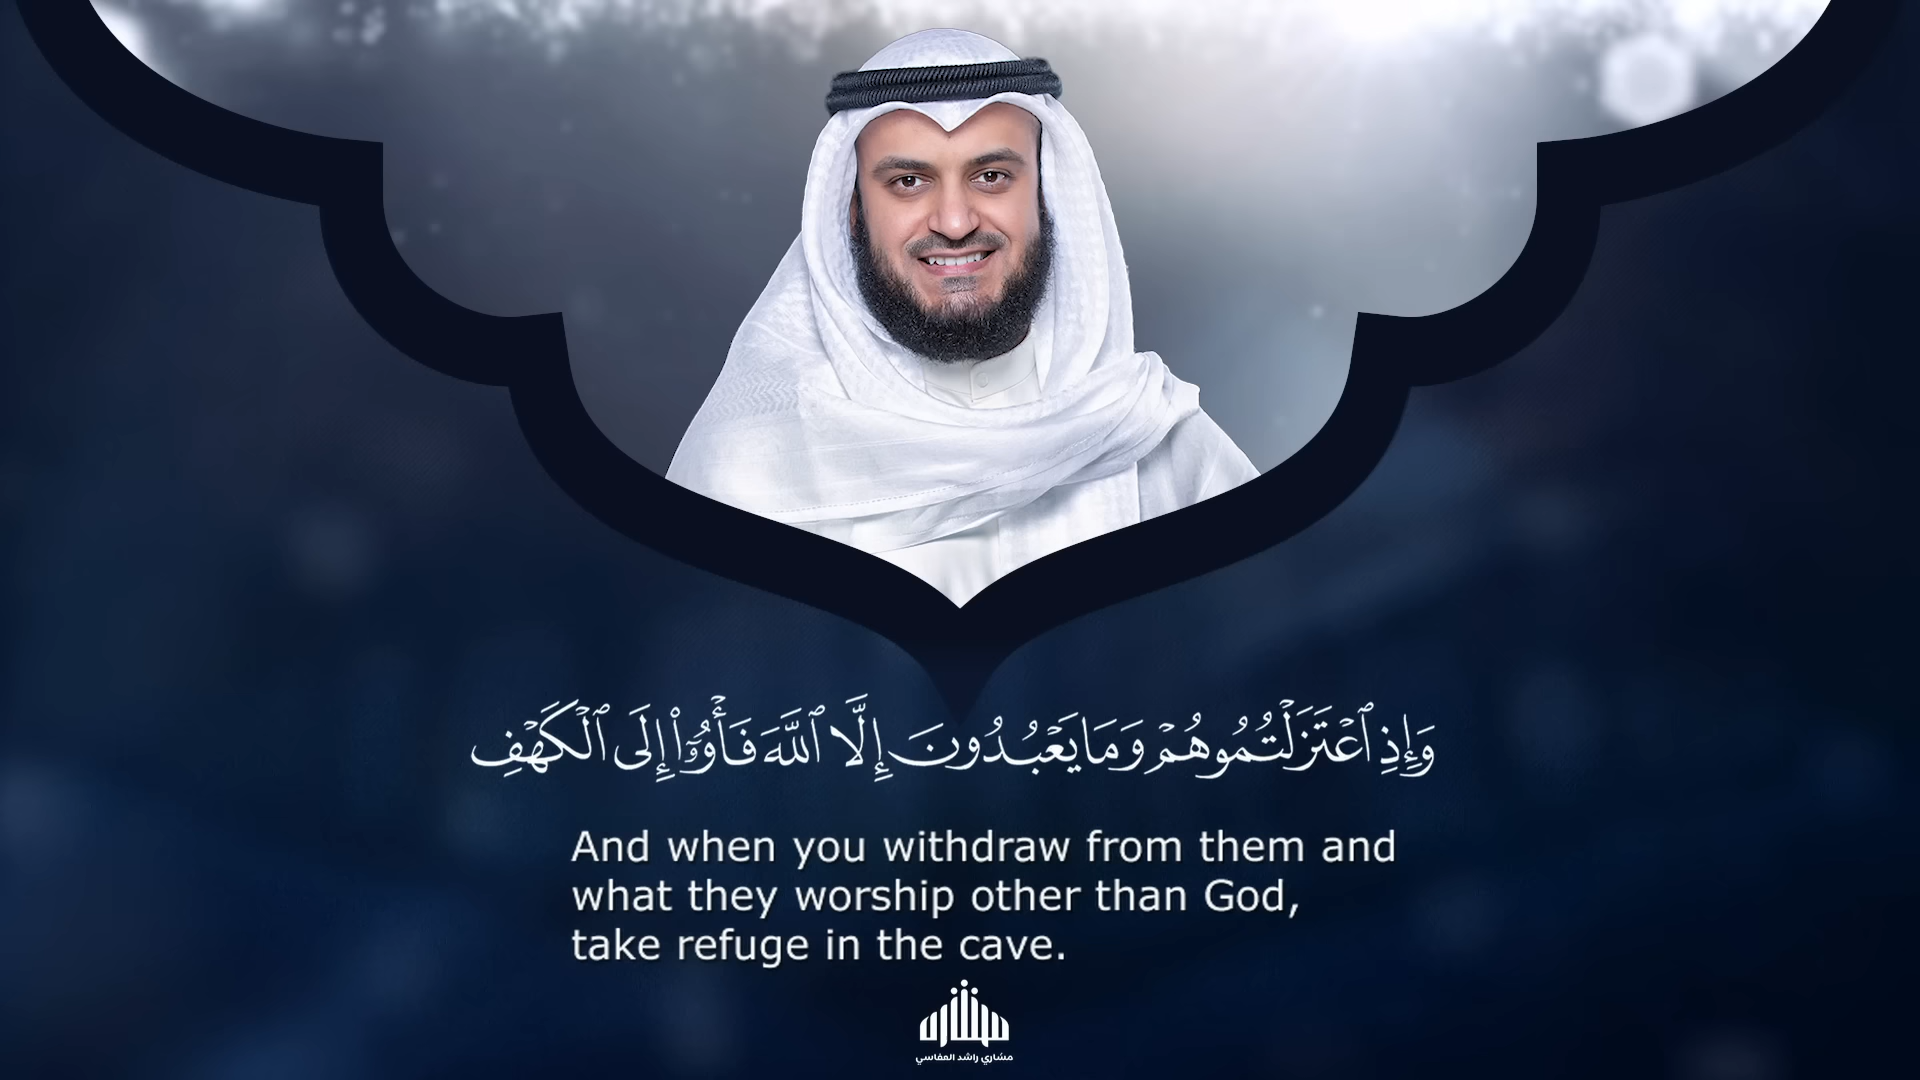 وَإِذِ ٱعۡتَزَلۡتُمُوهُمۡ وَمَا يَعۡبُدُونَ إِلَّا ٱللَّهَ فَأۡوُۥٓاْ إِلَى ٱلۡكَهۡفِ
And when you withdraw from them and
what they worship other than God,
take refuge in the cave.
مشاري راشد العفاسي